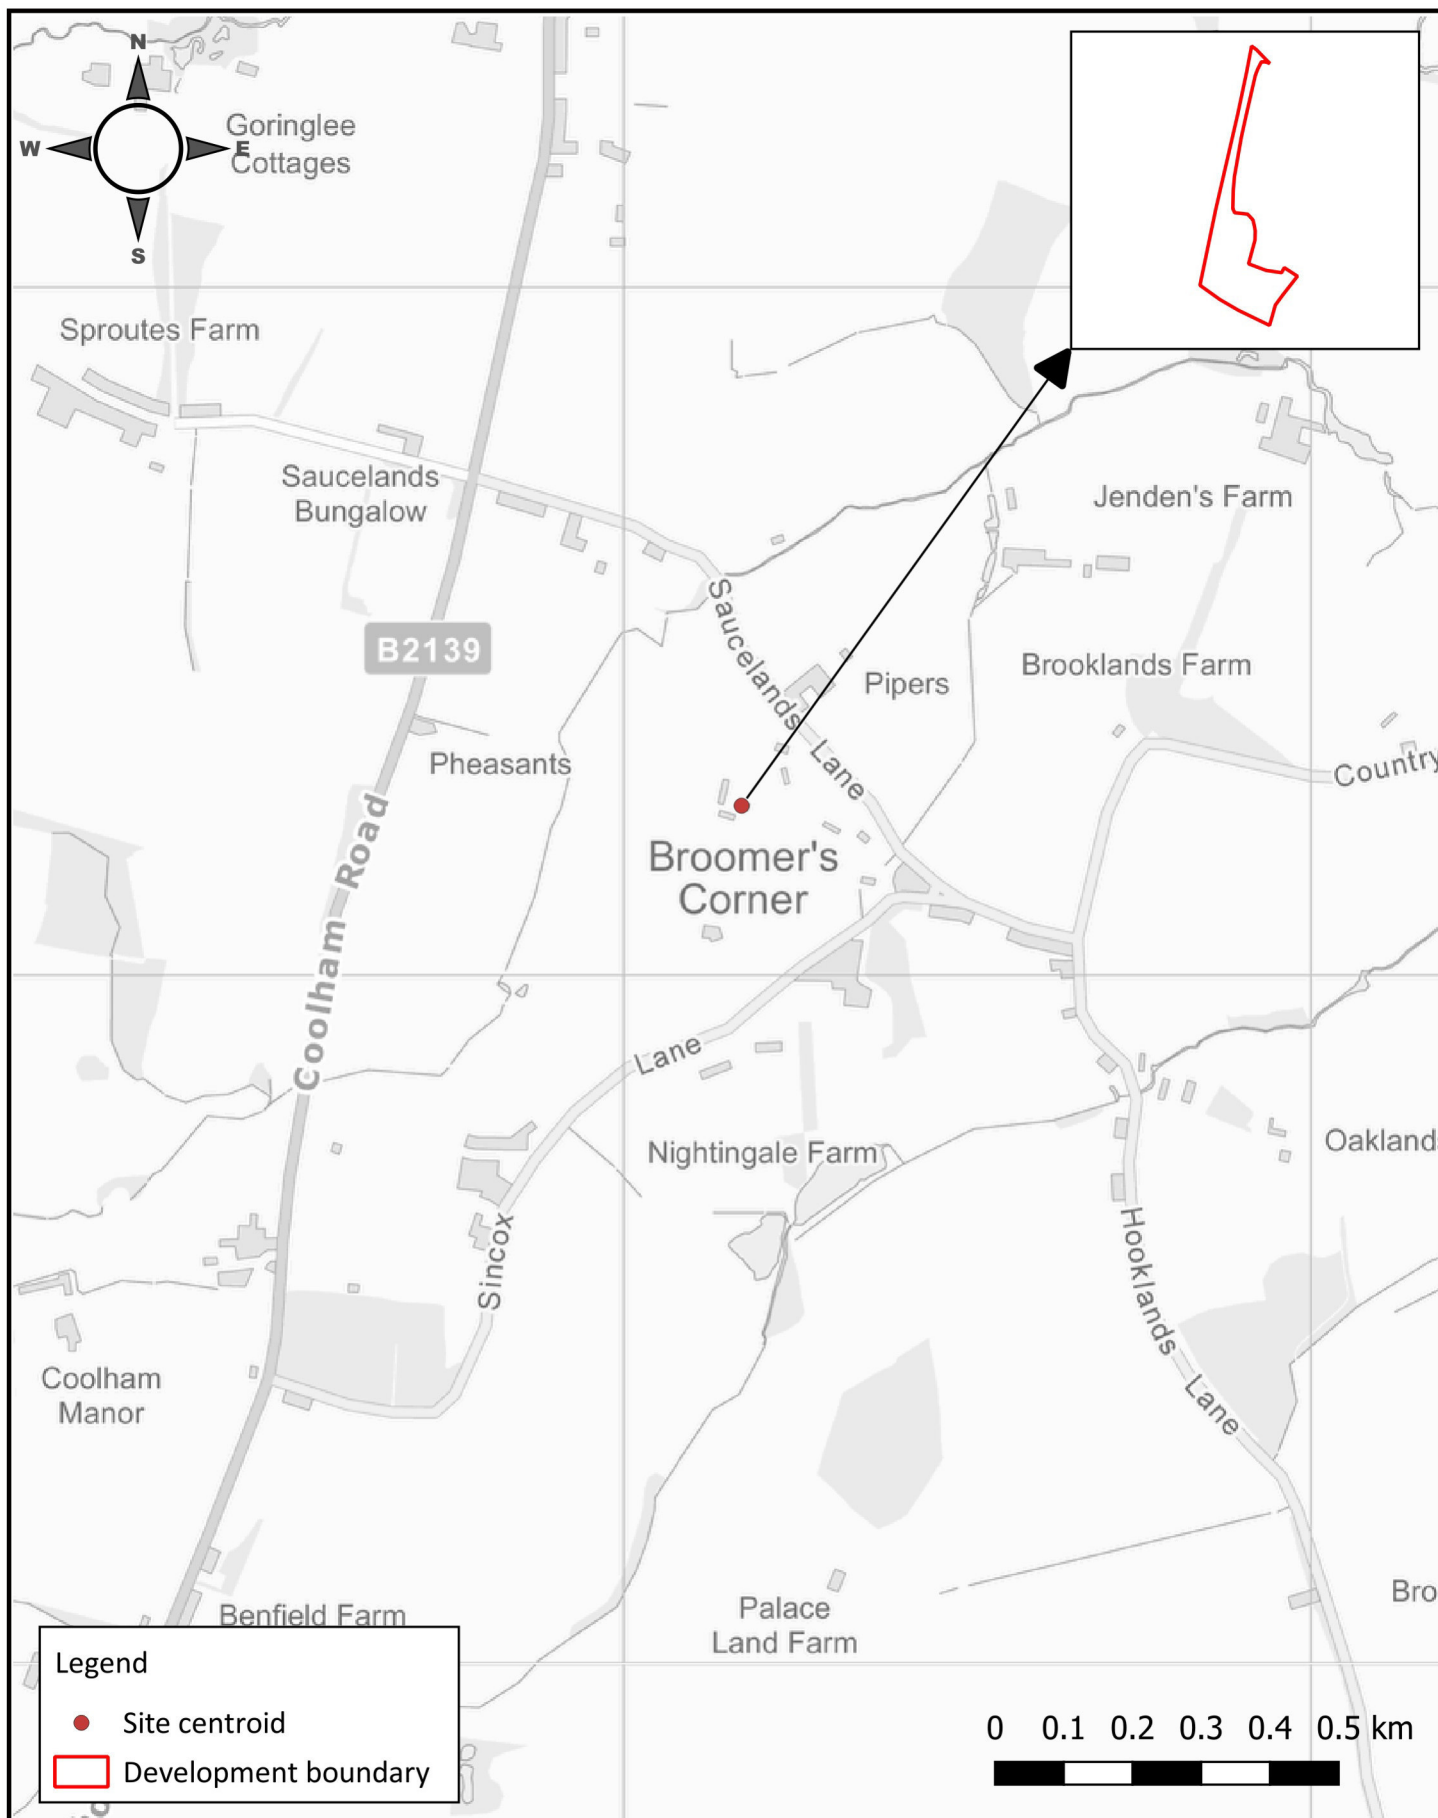 N
W
E
S
Goringlee
Cottages
Sproutes Farm
Saucelands
Bungalow
Jenden's Farm
B2139
Saucelands Lane
Pipers
Brooklands Farm
Pheasants
Country
Coolham Road
Broomer's
Corner
Sincox Lane
Nightingale Farm
Oakland
Hooklands Lane
Coolham
Manor
Benfield Farm
Palace
Land Farm
Bro
Legend
Site centroid
Development boundary
0 0.1 0.2 0.3 0.4 0.5 km